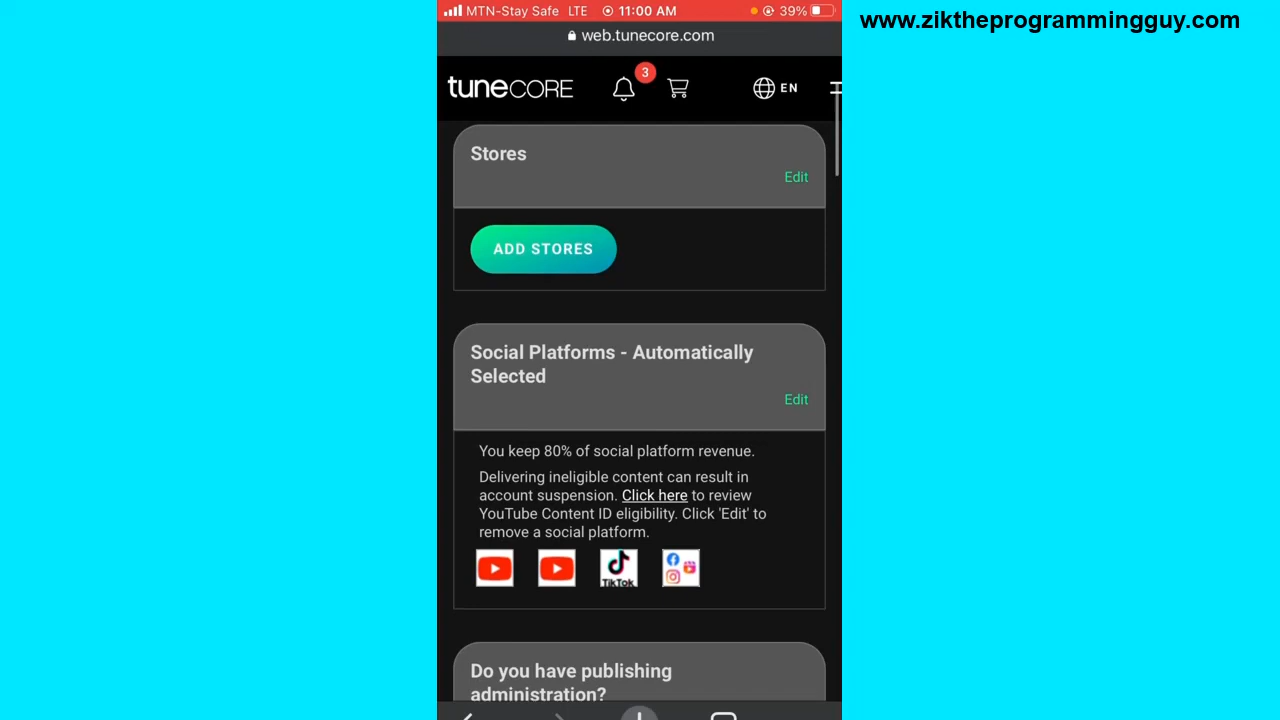 MTN-Stay Safe LTE 11:00 AM 39%
www.ziktheprogrammingguy.com
web.tunecore.com
tunecore 3 EN
Stores
Edit
ADD STORES
Social Platforms - Automatically
Selected
Edit
You keep 80% of social platform revenue.
Delivering ineligible content can result in
account suspension. Click here to review
YouTube Content ID eligibility. Click 'Edit' to
remove a social platform.
TikTok
Do you have publishing
administration?